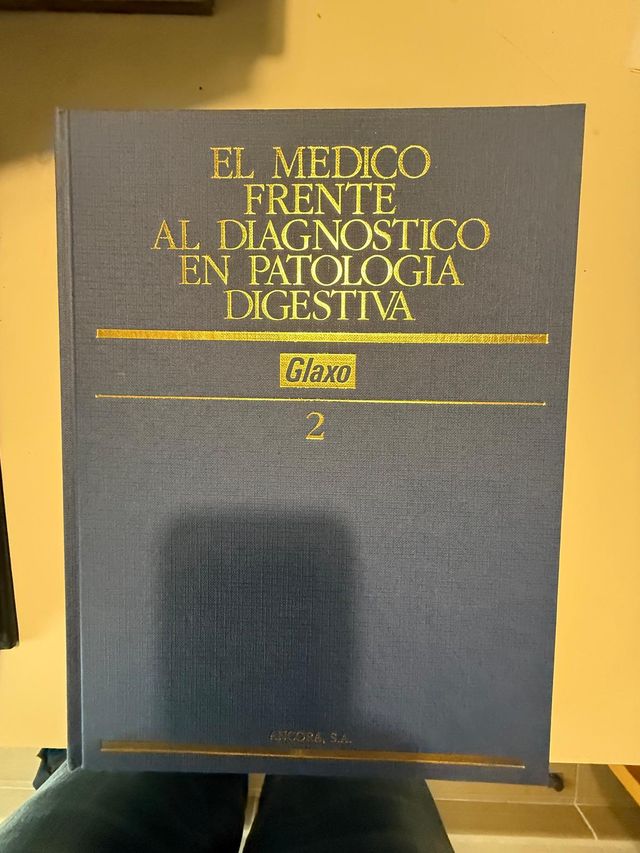 EL MEDICO
FRENTE
AL DIAGNOSTICO
EN PATOLOGIA
DIGESTIVA
Glaxo
2
ANCORA, S.A.